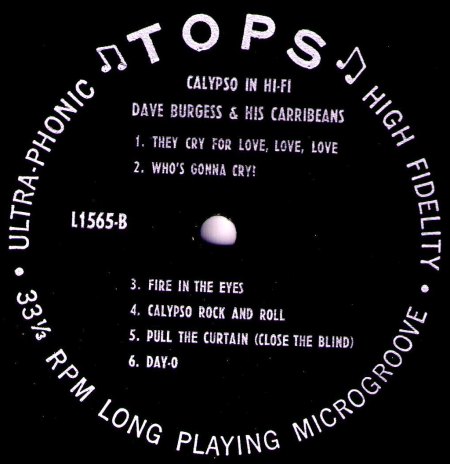 ♫ TOPS ♫
ULTRA-PHONIC
HIGH FIDELITY
CALYPSO IN HI-FI
DAVE BURGESS & HIS CARRIBEANS
1. THEY CRY FOR LOVE, LOVE, LOVE
2. WHO'S GONNA CRY?
L1565-B
3. FIRE IN THE EYES
4. CALYPSO ROCK AND ROLL
5. PULL THE CURTAIN (CLOSE THE BLIND)
6. DAY-O
• 33⅓ RPM LONG PLAYING MICROGROOVE •